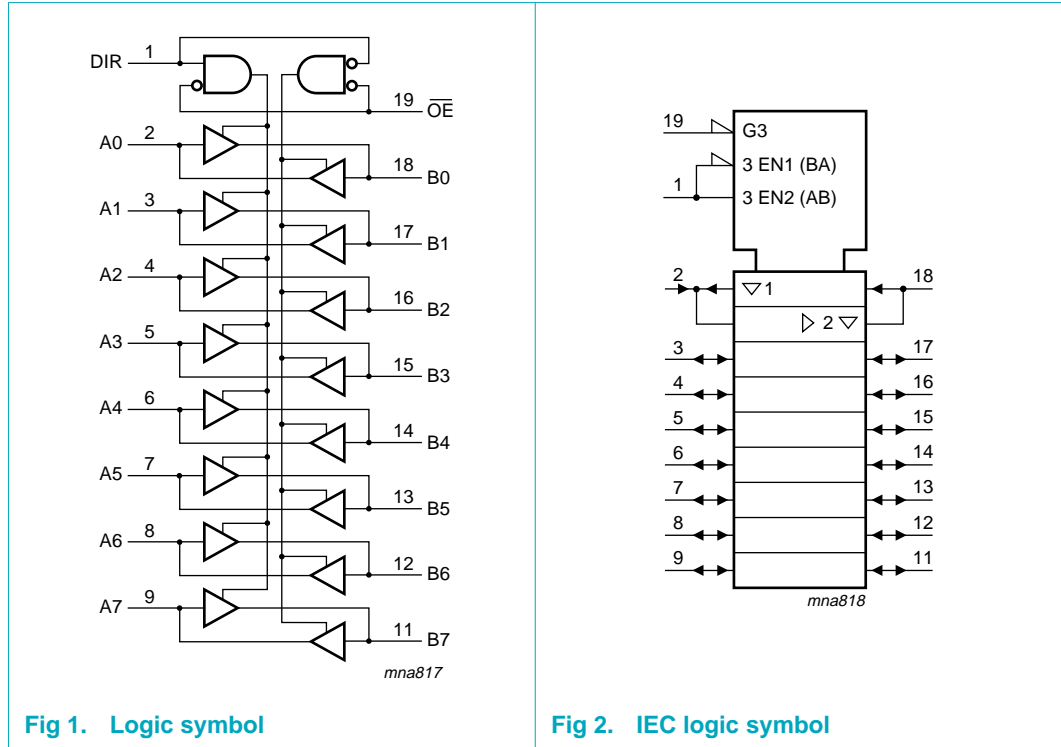 DIR 1
19 OE
A0 2
18 B0
A1 3
17 B1
A2 4
16 B2
A3 5
15 B3
A4 6
14 B4
A5 7
13 B5
A6 8
12 B6
A7 9
11 B7
mna817
Fig 1. Logic symbol
19 G3
3 EN1 (BA)
1 3 EN2 (AB)
2 1 18
2
3 17
4 16
5 15
6 14
7 13
8 12
9 11
mna818
Fig 2. IEC logic symbol